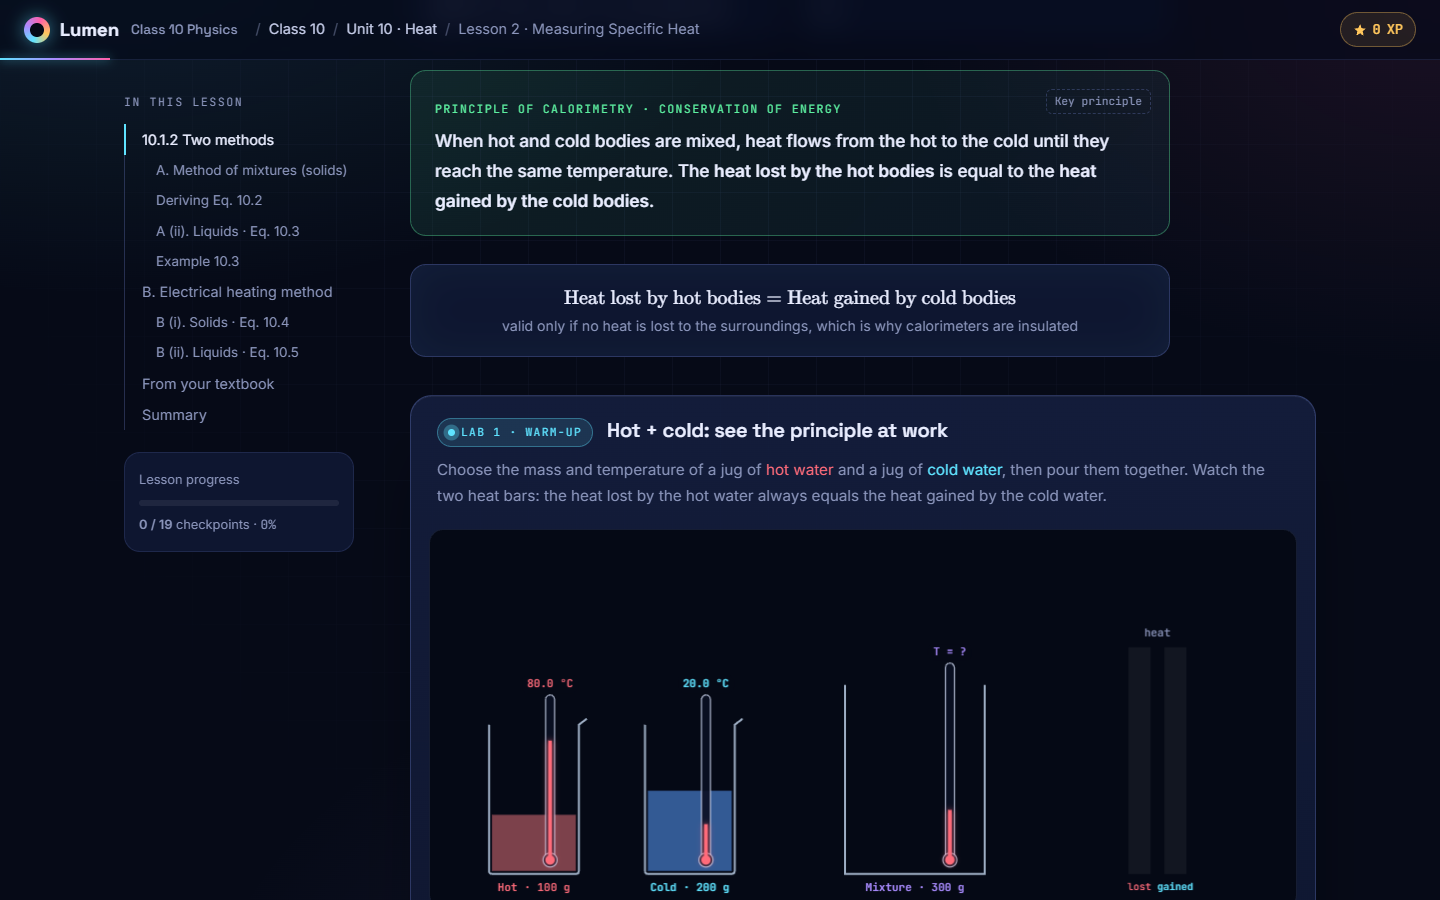 Lumen Class 10 Physics / Class 10 / Unit 10 · Heat / Lesson 2 · Measuring Specific Heat
★ 0 XP
IN THIS LESSON
10.1.2 Two methods
A. Method of mixtures (solids)
Deriving Eq. 10.2
A (ii). Liquids · Eq. 10.3
Example 10.3
B. Electrical heating method
B (i). Solids · Eq. 10.4
B (ii). Liquids · Eq. 10.5
From your textbook
Summary
Lesson progress
0 / 19 checkpoints · 0%
PRINCIPLE OF CALORIMETRY · CONSERVATION OF ENERGY
Key principle
When hot and cold bodies are mixed, heat flows from the hot to the cold until they
reach the same temperature. The heat lost by the hot bodies is equal to the heat
gained by the cold bodies.
Heat lost by hot bodies = Heat gained by cold bodies
valid only if no heat is lost to the surroundings, which is why calorimeters are insulated
LAB 1 · WARM-UP
Hot + cold: see the principle at work
Choose the mass and temperature of a jug of hot water and a jug of cold water, then pour them together. Watch the
two heat bars: the heat lost by the hot water always equals the heat gained by the cold water.
80.0 °C
20.0 °C
T = ?
heat
Hot · 100 g
Cold · 200 g
Mixture · 300 g
lost gained